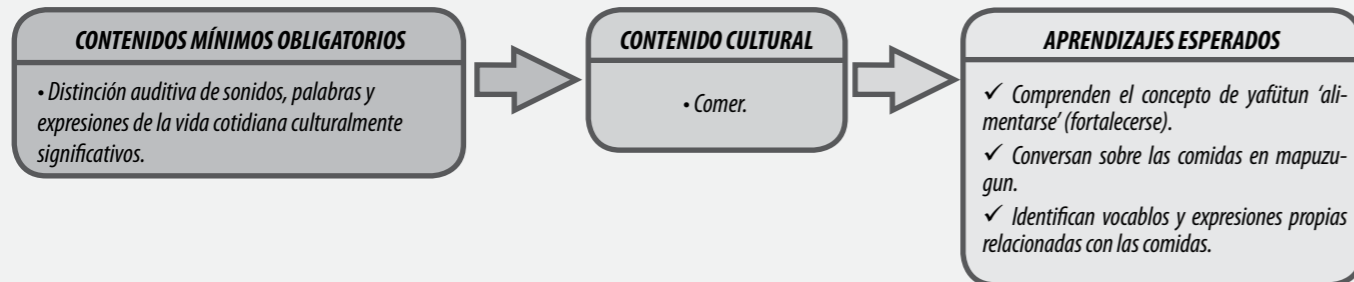 CONTENIDOS MÍNIMOS OBLIGATORIOS
• Distinción auditiva de sonidos, palabras y
expresiones de la vida cotidiana culturalmente
significativos.
CONTENIDO CULTURAL
• Comer.
APRENDIZAJES ESPERADOS
✓ Comprenden el concepto de yafütun ‘ali-
mentarse’ (fortalecerse).
✓ Conversan sobre las comidas en mapuzu-
gun.
✓ Identifican vocablos y expresiones propias
relacionadas con las comidas.